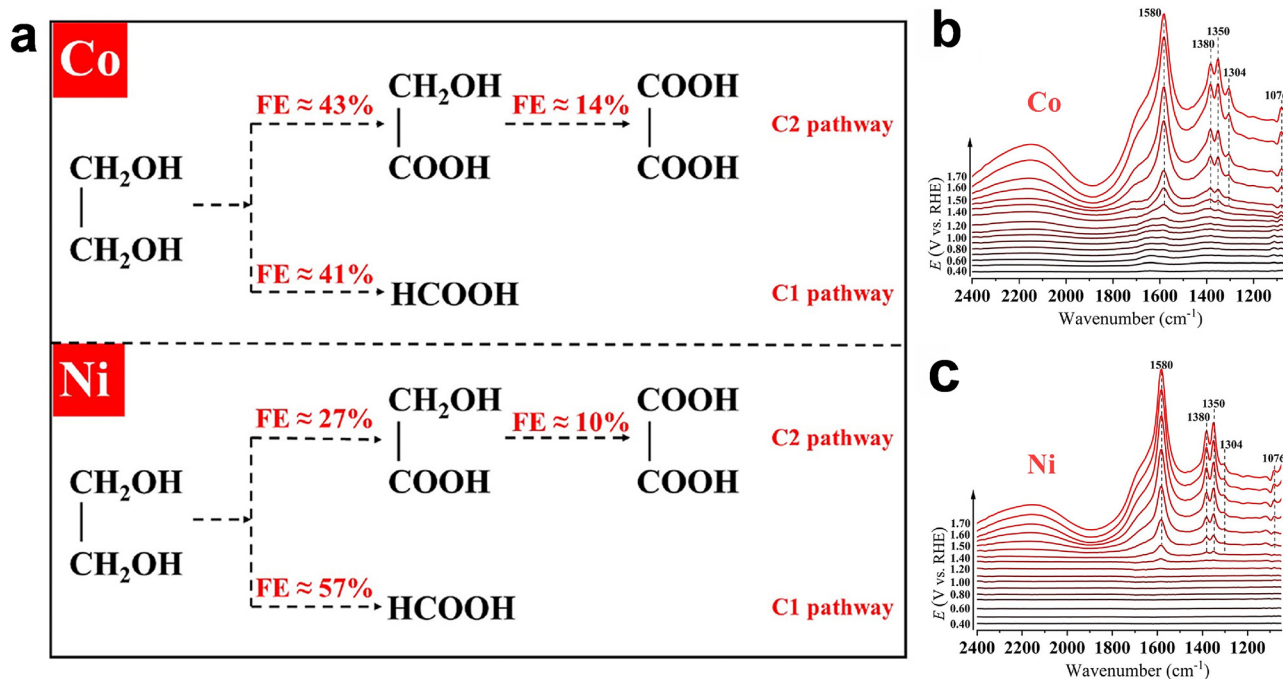 a
Co
FE ≈ 43%
CH₂OH
COOH
FE ≈ 14%
COOH
COOH
C2 pathway
CH₂OH
CH₂OH
FE ≈ 41%
HCOOH
C1 pathway
Ni
FE ≈ 27%
CH₂OH
COOH
FE ≈ 10%
COOH
COOH
C2 pathway
CH₂OH
CH₂OH
FE ≈ 57%
HCOOH
C1 pathway
b
1580
1380
1350
1304
1076
Co
1.70
1.60
1.50
1.40
1.20
1.00
0.80
0.60
0.40
E (V vs. RHE)
2400 2200 2000 1800 1600 1400 1200
Wavenumber (cm⁻¹)
c
1580
1380
1350
1304
1076
Ni
1.70
1.60
1.50
1.40
1.20
1.00
0.80
0.60
0.40
E (V vs. RHE)
2400 2200 2000 1800 1600 1400 1200
Wavenumber (cm⁻¹)